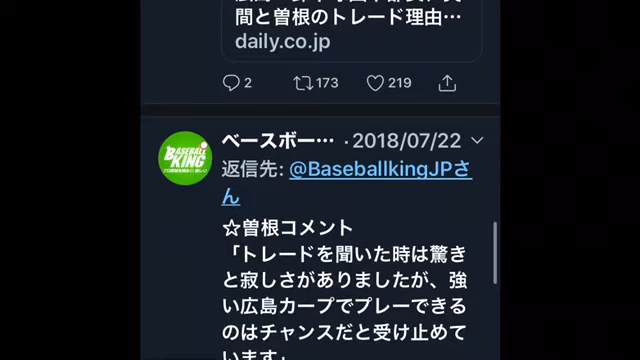 間と曽根のトレード理由…
daily.co.jp
2 173 219
ベースボー… ·2018/07/22
BASEBALL KING
返信先: @BaseballkingJPさ
ん
☆曽根コメント
「トレードを聞いた時は驚き
と寂しさがありましたが、強
い広島カープでプレーできる
のはチャンスだと受け止めて
います」